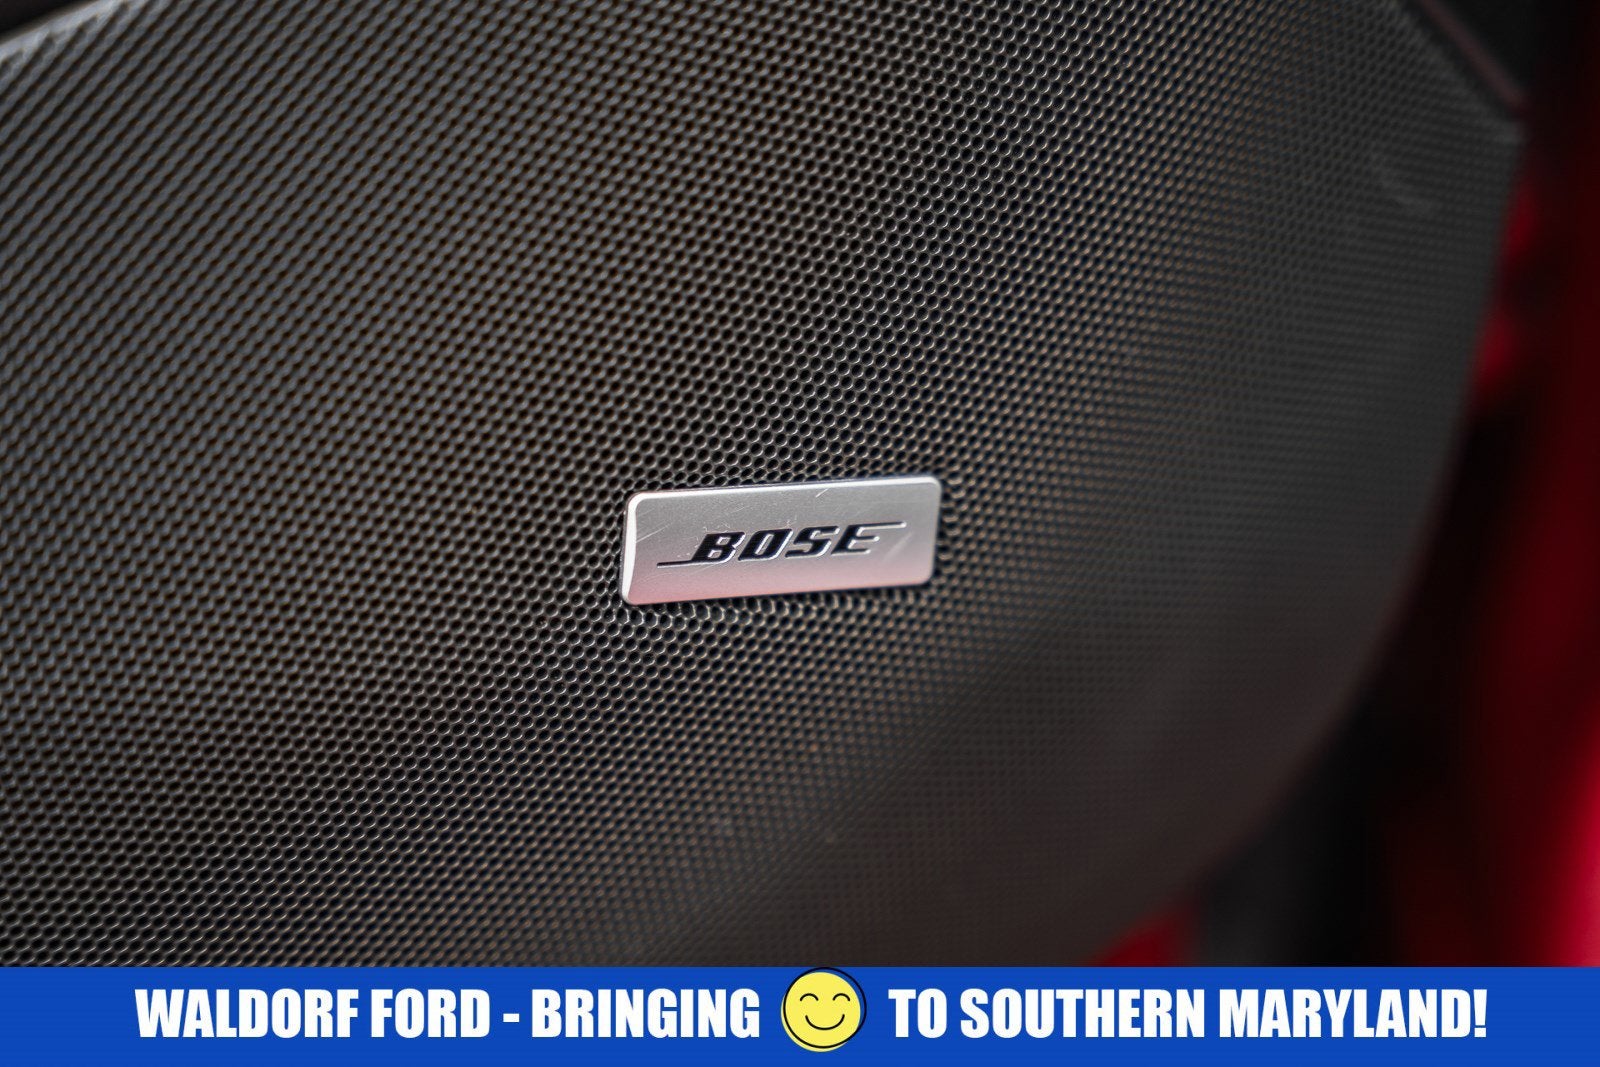 BOSE
WALDORF FORD - BRINGING TO SOUTHERN MARYLAND!